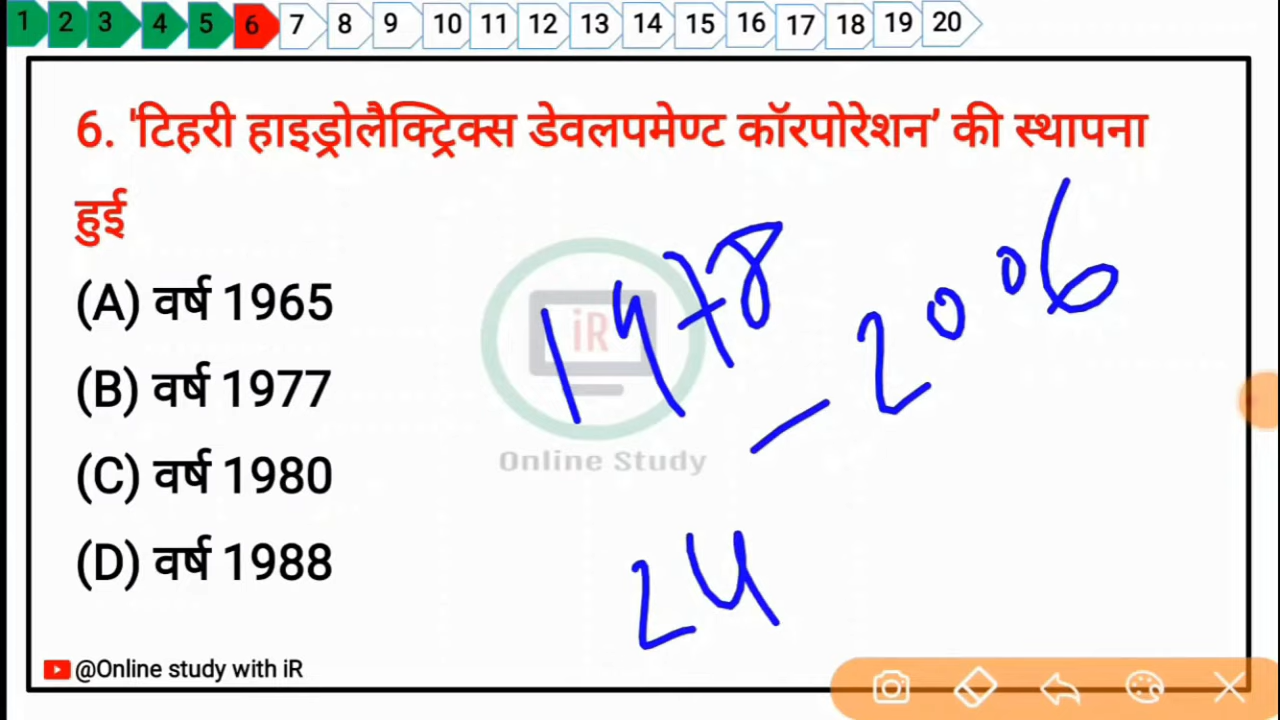 1 2 3 4 5 6 7 8 9 10 11 12 13 14 15 16 17 18 19 20
6. 'टिहरी हाइड्रोलैक्ट्रिक्स डेवलपमेण्ट कॉरपोरेशन’ की स्थापना
हुई
(A) वर्ष 1965
(B) वर्ष 1977
(C) वर्ष 1980
(D) वर्ष 1988
1978 – 2006
iR
Online Study
24
@Online study with iR